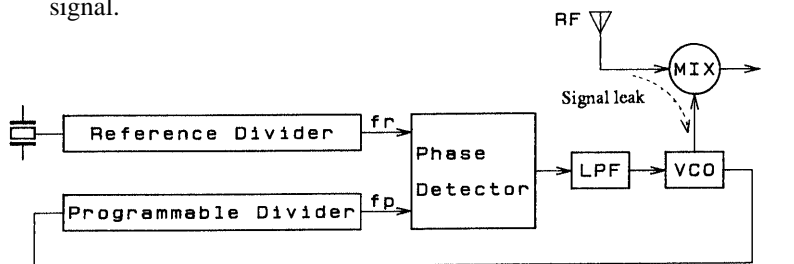 signal.
RF
MIX
Signal leak
Reference Divider
fr
Phase
Detector
LPF
VCO
Programmable Divider
fp